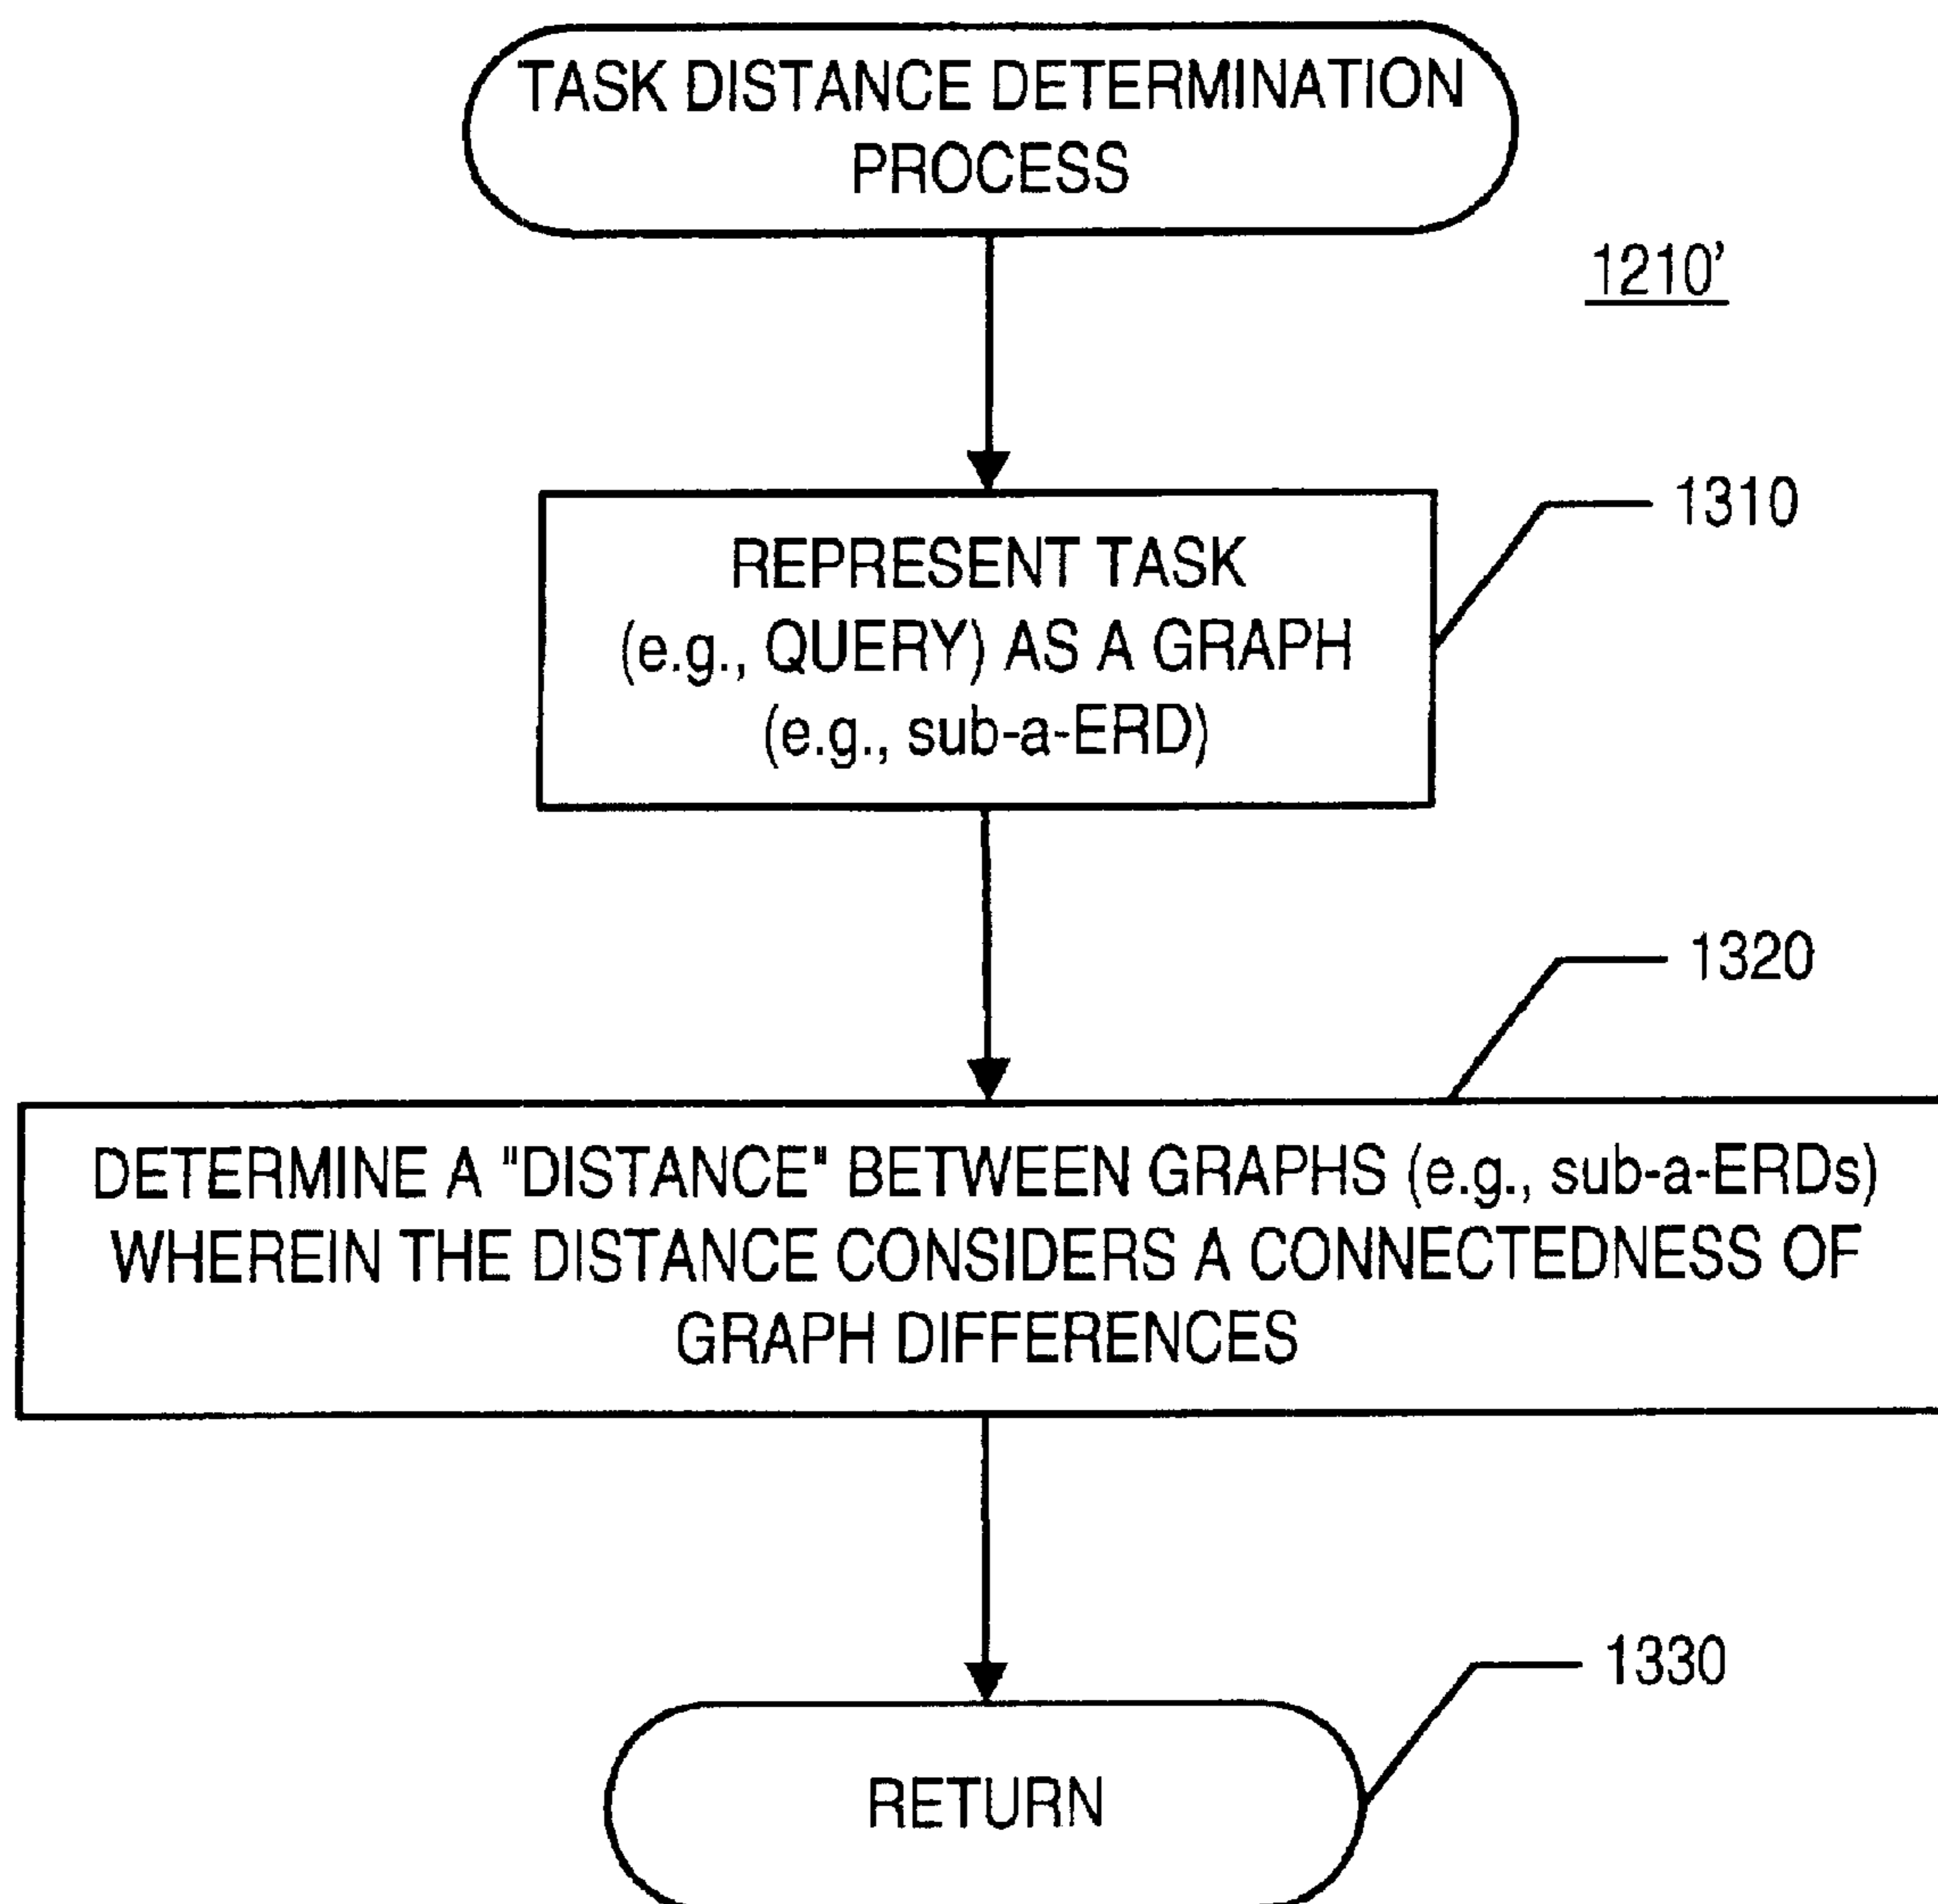 TASK DISTANCE DETERMINATION
PROCESS
1210'
1310
REPRESENT TASK
(e.g., QUERY) AS A GRAPH
(e.g., sub-a-ERD)
1320
DETERMINE A "DISTANCE" BETWEEN GRAPHS (e.g., sub-a-ERDs)
WHEREIN THE DISTANCE CONSIDERS A CONNECTEDNESS OF
GRAPH DIFFERENCES
1330
RETURN